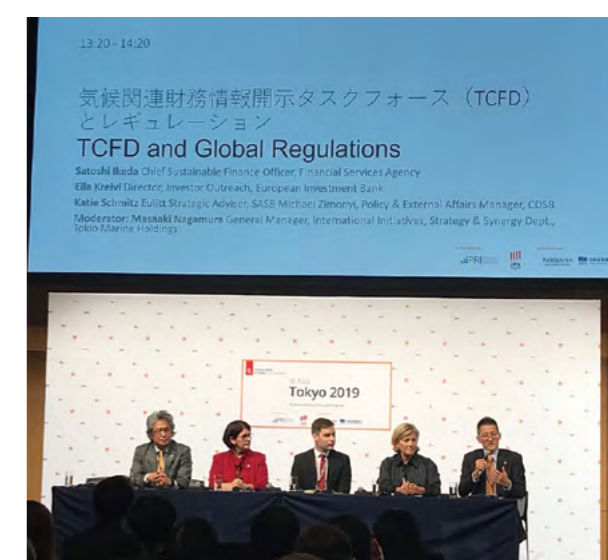 13:20 - 14:20
気候関連財務情報開示タスクフォース（TCFD）
とレギュレーション
TCFD and Global Regulations
Satoshi Ikeda Chief Sustainable Finance Officer, Financial Services Agency
Eila Kreivi Director, Investor Outreach, European Investment Bank
Katie Schmitz Eulitt Strategic Adviser, SASB Michael Zimonyi, Policy & External Affairs Manager, CDSB
Moderator: Masaaki Nagamura General Manager, International Initiatives, Strategy & Synergy Dept.,
Tokio Marine Holdings
PRI
Tokyo 2019